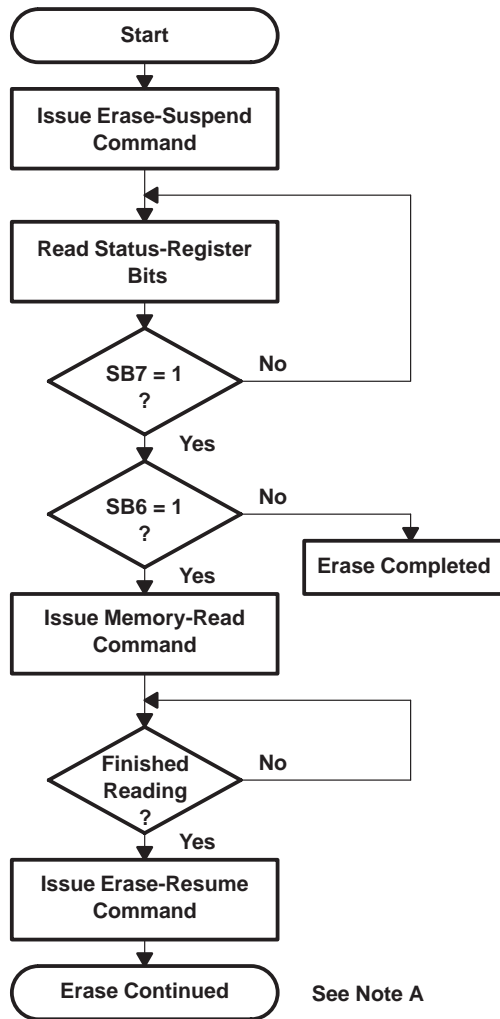 Start
Issue Erase-Suspend
Command
Read Status-Register
Bits
SB7 = 1
?
No
Yes
SB6 = 1
?
No
Yes
Erase Completed
Issue Memory-Read
Command
Finished
Reading
?
No
Yes
Issue Erase-Resume
Command
Erase Continued
See Note A